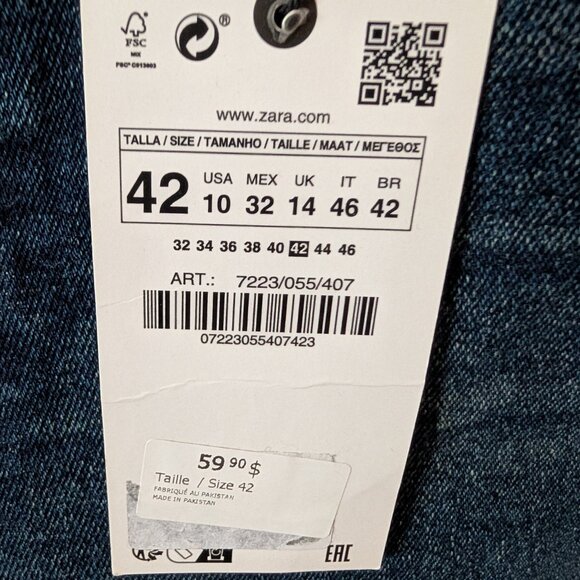 FSC
®
MIX
FSC® C013603
www.zara.com
TALLA / SIZE / TAMANHO / TAILLE / MAAT / ΜΕΓΕΘΟΣ
42 USA MEX UK IT BR
10 32 14 46 42
32 34 36 38 40 42 44 46
ART.: 7223/055/407
07223055407423
59 90 $
Taille / Size 42
FABRIQUÉ AU PAKISTAN
MADE IN PAKISTAN
EAC